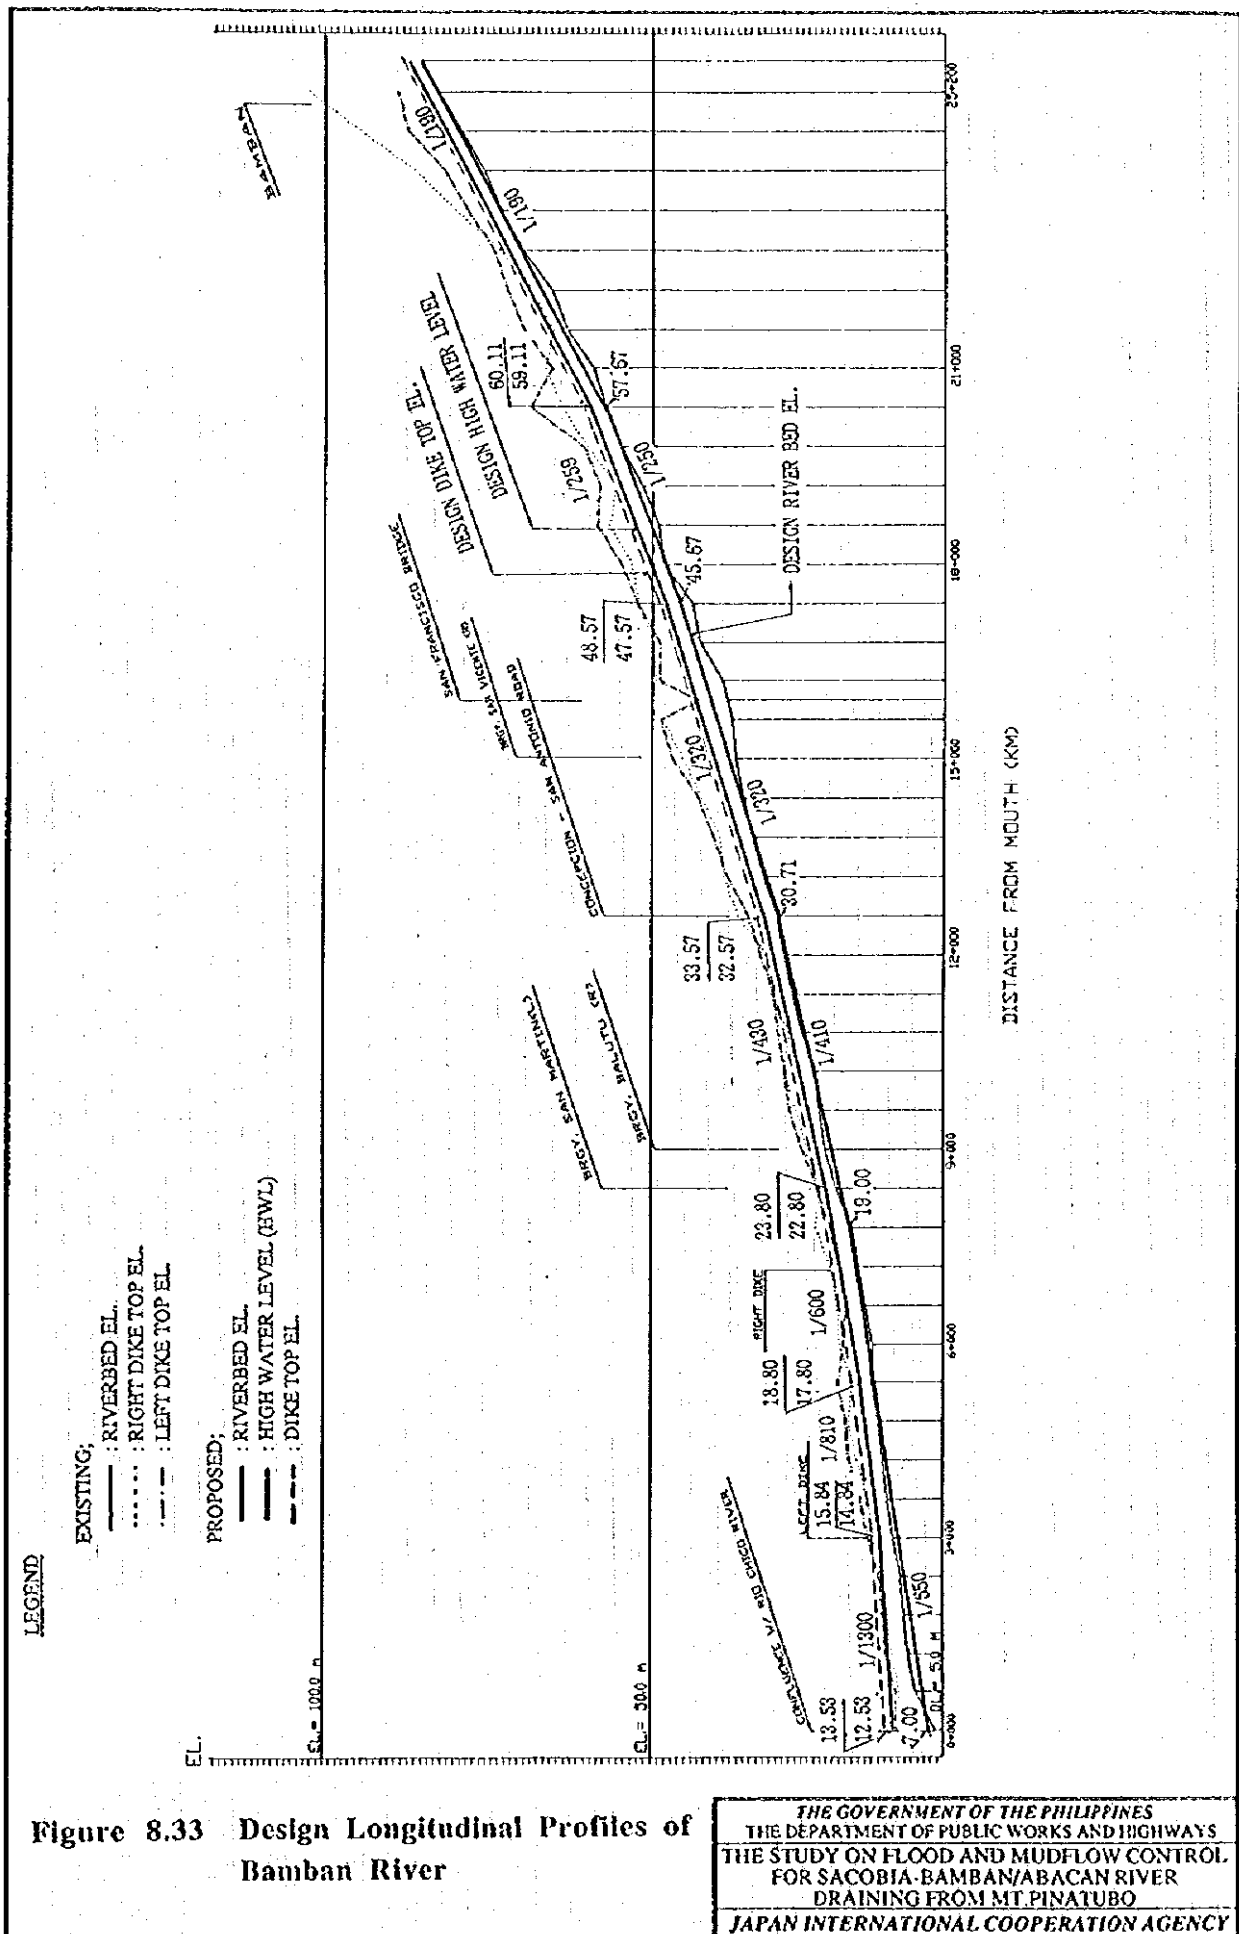 LEGEND
EXISTING;
: RIVERBED EL.
: RIGHT DIKE TOP EL.
: LEFT DIKE TOP EL.
PROPOSED;
: RIVERBED EL.
: HIGH WATER LEVEL (HWL)
: DIKE TOP EL.
EL.
EL.= 100.0 m
EL.= 50.0 m
DL.= 5.0 M
BAMBAN
SAN FRANCISCO BRIDGE
BRGY. SAN VICENTE (R)
CONCEPCION - SAN ANTONIO ROAD
BRGY. SAN MARTIN(L)
BRGY. MALUTU (R)
CONFLUENCE W/ RIO CHICO RIVER
DESIGN DIKE TOP EL.
DESIGN HIGH WATER LEVEL
DESIGN RIVER BED EL.
RIGHT DIKE
LEFT DIKE
13.53
12.53
7.00
1/1300
1/550
15.84
14.84
1/810
18.80
17.80
1/600
23.80
22.80
19.00
1/430
1/410
33.57
32.57
30.71
1/320
1/320
48.57
47.57
45.67
1/259
1/250
60.11
59.11
57.67
1/190
1/190
0+000
3+000
6+000
9+000
12+000
15+000
18+000
21+000
25+200
DISTANCE FROM MOUTH (KM)
Figure 8.33 Design Longitudinal Profiles of
Bamban River
THE GOVERNMENT OF THE PHILIPPINES
THE DEPARTMENT OF PUBLIC WORKS AND HIGHWAYS
THE STUDY ON FLOOD AND MUDFLOW CONTROL
FOR SACOBIA-BAMBAN/ABACAN RIVER
DRAINING FROM MT.PINATUBO
JAPAN INTERNATIONAL COOPERATION AGENCY